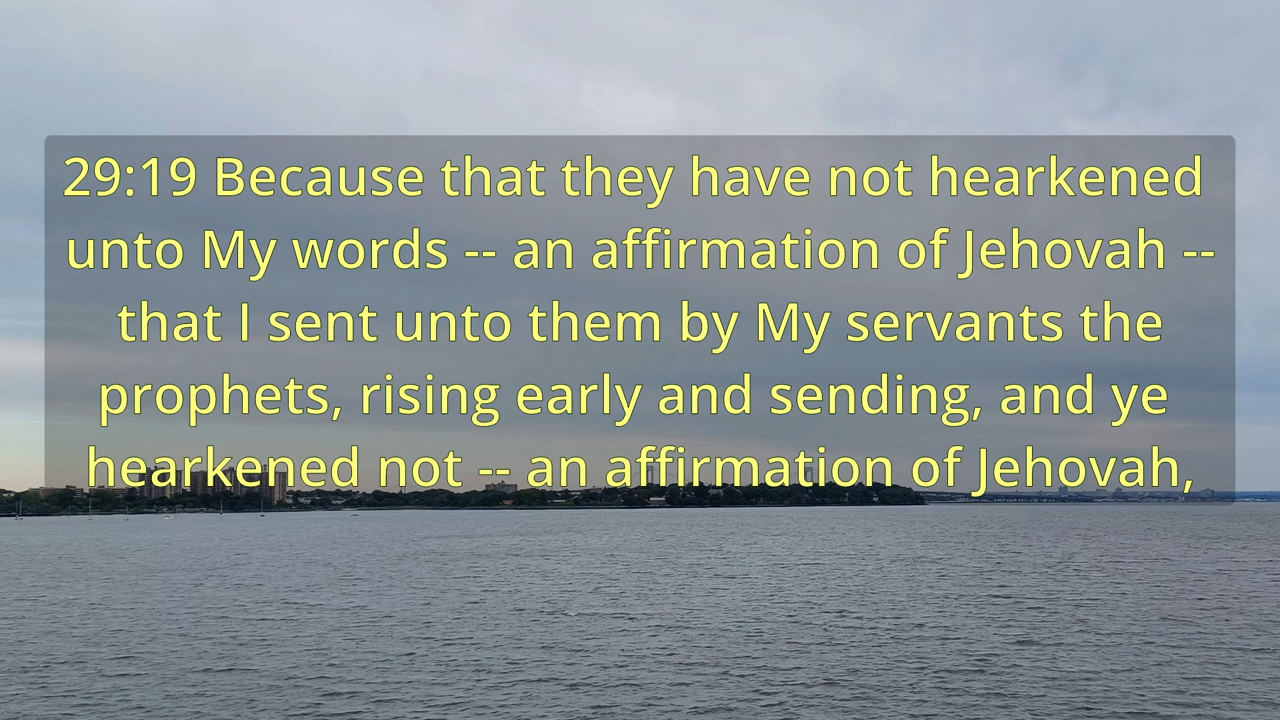 29:19 Because that they have not hearkened
unto My words -- an affirmation of Jehovah --
that I sent unto them by My servants the
prophets, rising early and sending, and ye
hearkened not -- an affirmation of Jehovah,